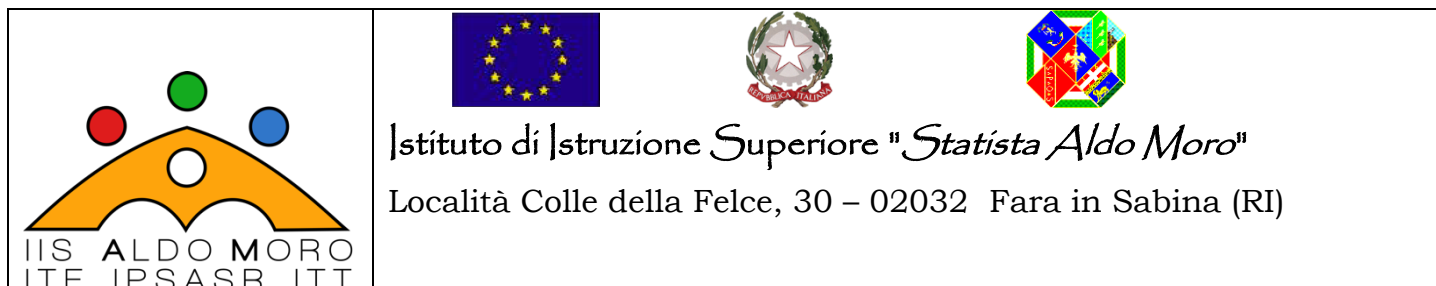 Istituto di Istruzione Superiore "Statista Aldo Moro"
Località Colle della Felce, 30 – 02032 Fara in Sabina (RI)
IIS ALDO MORO
ITE IPSASR ITT
REPVBBLICA ITALIANA